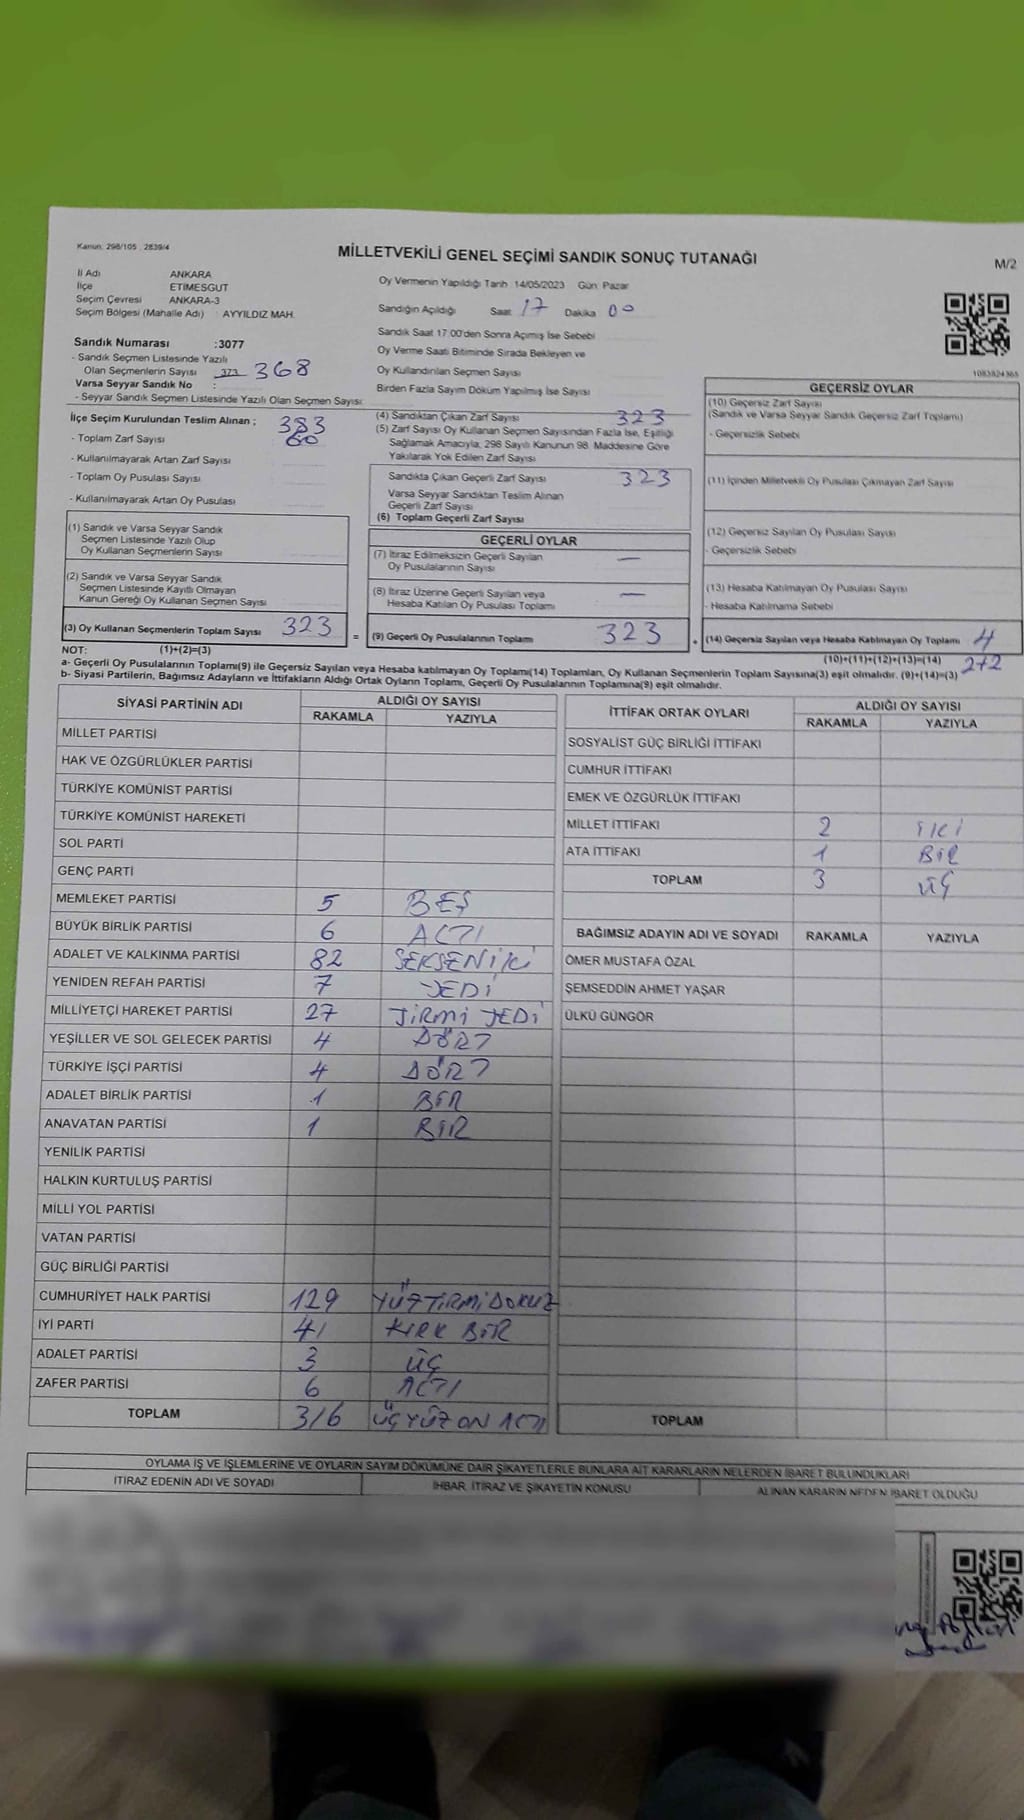 Kanun: 298/105 , 2839/4
MİLLETVEKİLİ GENEL SEÇİMİ SANDIK SONUÇ TUTANAĞI
M/2
İl Adı ANKARA
İlçe ETİMESGUT
Seçim Çevresi ANKARA-3
Seçim Bölgesi (Mahalle Adı) : AYYILDIZ MAH.
Oy Vermenin Yapıldığı Tarih :14/05/2023 Gün: Pazar
Sandığın Açıldığı Saat 17 Dakika 00
Sandık Saat 17:00'den Sonra Açımış İse Sebebi
Oy Verme Saati Bitiminde Sırada Bekleyen ve
Oy Kullandırılan Seçmen Sayısı
Birden Fazla Sayım Döküm Yapılmış İse Sayısı
Sandık Numarası :3077
- Sandık Seçmen Listesinde Yazılı
Olan Seçmenlerin Sayısı 373 368
Varsa Seyyar Sandık No :
- Seyyar Sandık Seçmen Listesinde Yazılı Olan Seçmen Sayısı:
İlçe Seçim Kurulundan Teslim Alınan ; 383
- Toplam Zarf Sayısı 60
- Kullanılmayarak Artan Zarf Sayısı
- Toplam Oy Pusulası Sayısı
- Kullanılmayarak Artan Oy Pusulası
(1) Sandık ve Varsa Seyyar Sandık
Seçmen Listesinde Yazılı Olup
Oy Kullanan Seçmenlerin Sayısı
(2) Sandık ve Varsa Seyyar Sandık
Seçmen Listesinde Kayıtlı Olmayan
Kanun Gereği Oy Kullanan Seçmen Sayısı
(3) Oy Kullanan Seçmenlerin Toplam Sayısı 323 =
(4) Sandıktan Çıkan Zarf Sayısı 323
(5) Zarf Sayısı Oy Kullanan Seçmen Sayısından Fazla İse, Eşitliği
Sağlamak Amacıyla, 298 Sayılı Kanunun 98. Maddesine Göre
Yakılarak Yok Edilen Zarf Sayısı
Sandıkta Çıkan Geçerli Zarf Sayısı 323
Varsa Seyyar Sandıktan Teslim Alınan
Geçerli Zarf Sayısı
(6) Toplam Geçerli Zarf Sayısı
GEÇERLİ OYLAR
(7) İtiraz Edilmeksizin Geçerli Sayılan
Oy Pusulalarının Sayısı —
(8) İtiraz Üzerine Geçerli Sayılan veya
Hesaba Katılan Oy Pusulası Toplamı —
(9) Geçerli Oy Pusulalarının Toplamı 323 +
1083824365
GEÇERSİZ OYLAR
(10) Geçersiz Zarf Sayısı
(Sandık ve Varsa Seyyar Sandık Geçersiz Zarf Toplamı)
- Geçersizlik Sebebi
(11) İçinden Milletvekili Oy Pusulası Çıkmayan Zarf Sayısı
(12) Geçersiz Sayılan Oy Pusulası Sayısı
- Geçersizlik Sebebi
(13) Hesaba Katılmayan Oy Pusulası Sayısı
- Hesaba Katılmama Sebebi
(14) Geçersiz Sayılan veya Hesaba Katılmayan Oy Toplamı 4
NOT: (1)+(2)=(3)
(10)+(11)+(12)+(13)=(14) 2+2
a- Geçerli Oy Pusulalarının Toplamı(9) ile Geçersiz Sayılan veya Hesaba katılmayan Oy Toplamı(14) Toplamları, Oy Kullanan Seçmenlerin Toplam Sayısına(3) eşit olmalıdır. (9)+(14)=(3)
b- Siyasi Partilerin, Bağımsız Adayların ve İttifakların Aldığı Ortak Oyların Toplamı, Geçerli Oy Pusulalarının Toplamına(9) eşit olmalıdır.
SİYASİ PARTİNİN ADI ALDIĞI OY SAYISI
RAKAMLA YAZIYLA
MİLLET PARTİSİ
HAK VE ÖZGÜRLÜKLER PARTİSİ
TÜRKİYE KOMÜNİST PARTİSİ
TÜRKİYE KOMÜNİST HAREKETİ
SOL PARTİ
GENÇ PARTİ
MEMLEKET PARTİSİ 5 BEŞ
BÜYÜK BİRLİK PARTİSİ 6 ALTI
ADALET VE KALKINMA PARTİSİ 82 SEKSENİKİ
YENİDEN REFAH PARTİSİ 7 YEDİ
MİLLİYETÇİ HAREKET PARTİSİ 27 YİRMİ YEDİ
YEŞİLLER VE SOL GELECEK PARTİSİ 4 DÖRT
TÜRKİYE İŞÇİ PARTİSİ 4 DÖRT
ADALET BİRLİK PARTİSİ 1 BİR
ANAVATAN PARTİSİ 1 BİR
YENİLİK PARTİSİ
HALKIN KURTULUŞ PARTİSİ
MİLLİ YOL PARTİSİ
VATAN PARTİSİ
GÜÇ BİRLİĞİ PARTİSİ
CUMHURİYET HALK PARTİSİ 129 YÜZYİRMİDOKUZ
İYİ PARTİ 41 KIRK BİR
ADALET PARTİSİ 3 ÜÇ
ZAFER PARTİSİ 6 ALTI
TOPLAM 316 ÜÇYÜZ ON ALTI
İTTİFAK ORTAK OYLARI ALDIĞI OY SAYISI
RAKAMLA YAZIYLA
SOSYALİST GÜÇ BİRLİĞİ İTTİFAKI
CUMHUR İTTİFAKI
EMEK VE ÖZGÜRLÜK İTTİFAKI
MİLLET İTTİFAKI 2 İKİ
ATA İTTİFAKI 1 BİR
TOPLAM 3 ÜÇ
BAĞIMSIZ ADAYIN ADI VE SOYADI RAKAMLA YAZIYLA
ÖMER MUSTAFA ÖZAL
ŞEMSEDDİN AHMET YAŞAR
ÜLKÜ GÜNGÖR
TOPLAM
OYLAMA İŞ VE İŞLEMLERİNE VE OYLARIN SAYIM DÖKÜMÜNE DAİR ŞİKAYETLERLE BUNLARA AİT KARARLARIN NELERDEN İBARET BULUNDUKLARI
İTİRAZ EDENİN ADI VE SOYADI İHBAR, İTİRAZ VE ŞİKAYETİN KONUSU ALINAN KARARIN NEDEN İBARET OLDUĞU